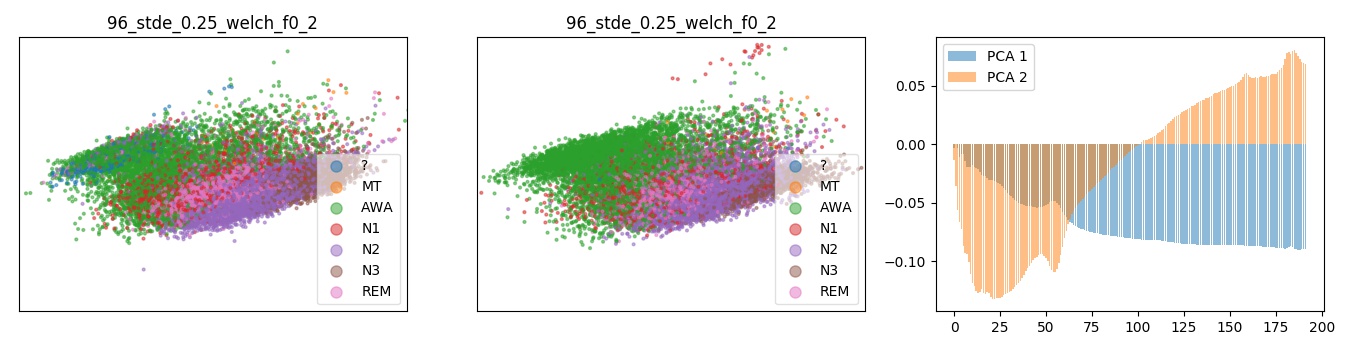 96_stde_0.25_welch_f0_2
?
MT
AWA
N1
N2
N3
REM
96_stde_0.25_welch_f0_2
?
MT
AWA
N1
N2
N3
REM
PCA 1
PCA 2
0.05
0.00
−0.05
−0.10
0 25 50 75 100 125 150 175 200